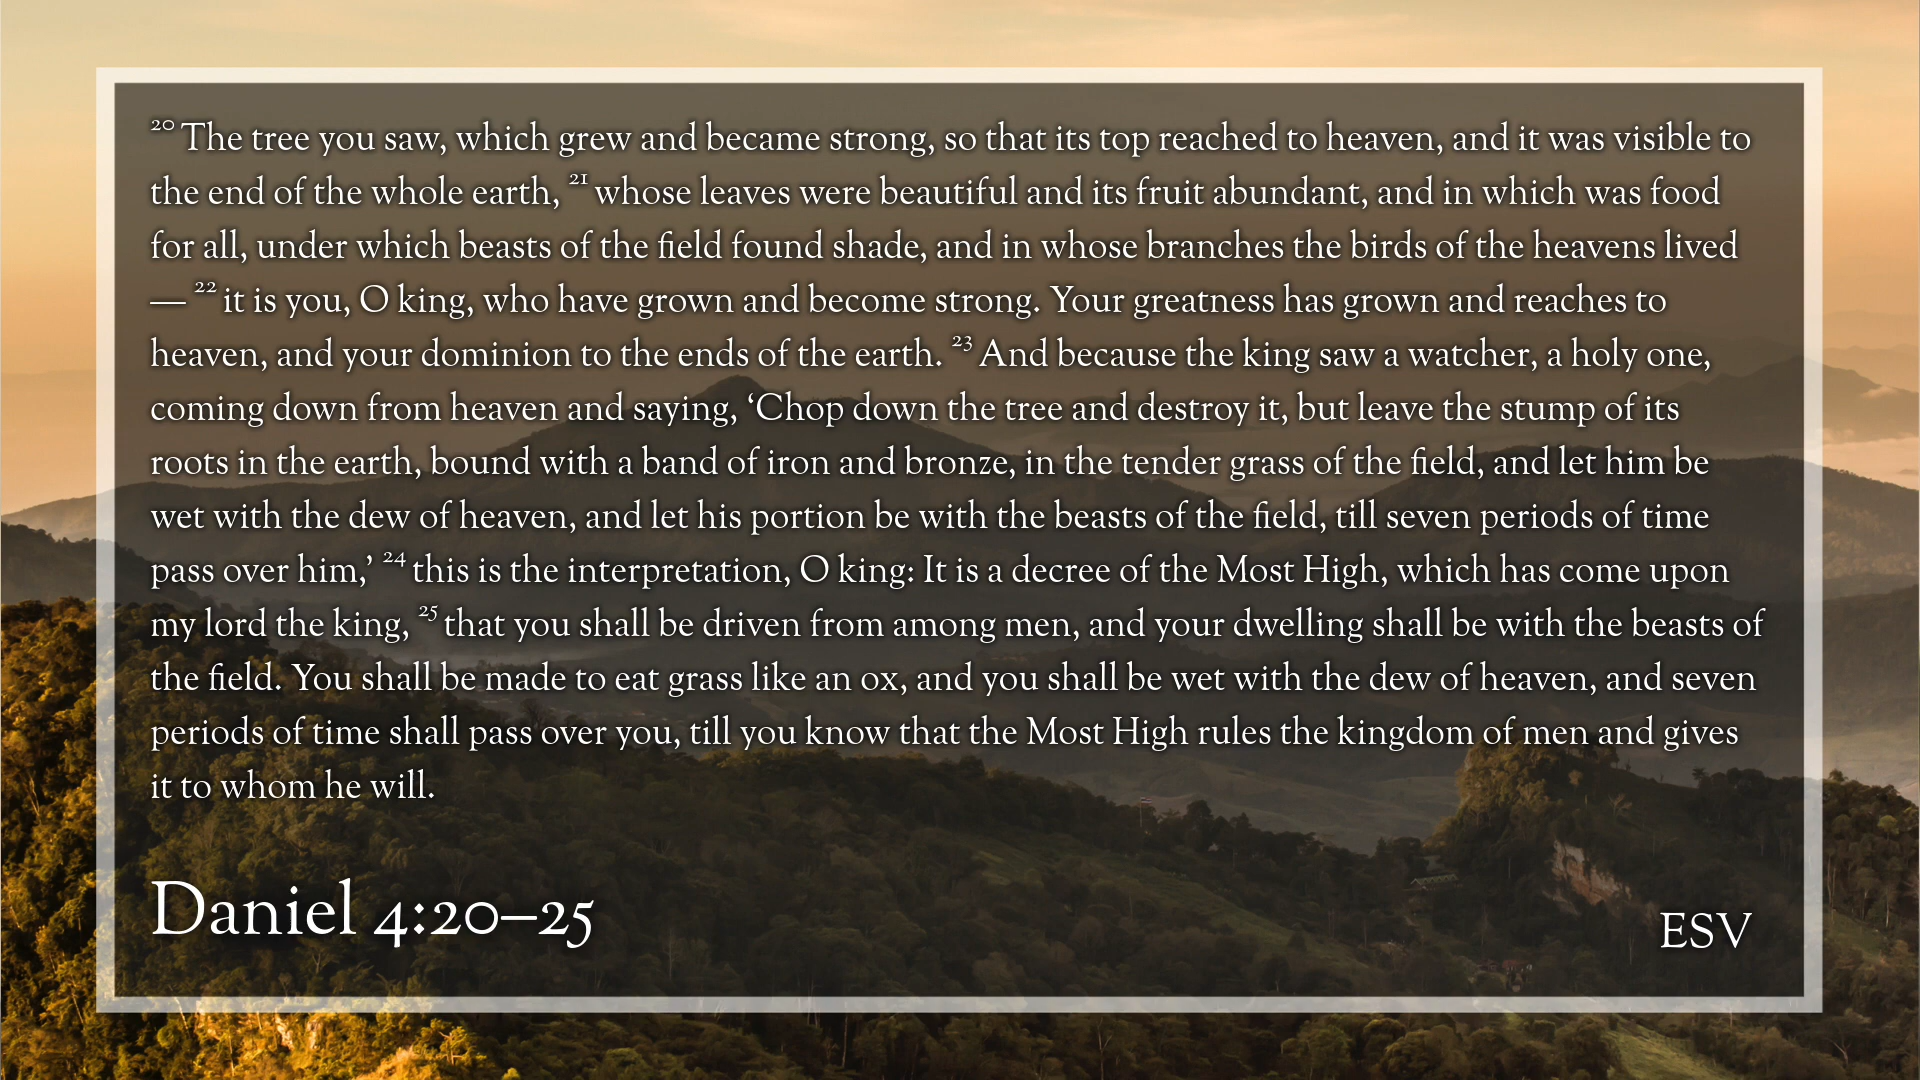 20 The tree you saw, which grew and became strong, so that its top reached to heaven, and it was visible to
the end of the whole earth, 21 whose leaves were beautiful and its fruit abundant, and in which was food
for all, under which beasts of the field found shade, and in whose branches the birds of the heavens lived
— 22 it is you, O king, who have grown and become strong. Your greatness has grown and reaches to
heaven, and your dominion to the ends of the earth. 23 And because the king saw a watcher, a holy one,
coming down from heaven and saying, ‘Chop down the tree and destroy it, but leave the stump of its
roots in the earth, bound with a band of iron and bronze, in the tender grass of the field, and let him be
wet with the dew of heaven, and let his portion be with the beasts of the field, till seven periods of time
pass over him,’ 24 this is the interpretation, O king: It is a decree of the Most High, which has come upon
my lord the king, 25 that you shall be driven from among men, and your dwelling shall be with the beasts of
the field. You shall be made to eat grass like an ox, and you shall be wet with the dew of heaven, and seven
periods of time shall pass over you, till you know that the Most High rules the kingdom of men and gives
it to whom he will.
Daniel 4:20–25
ESV